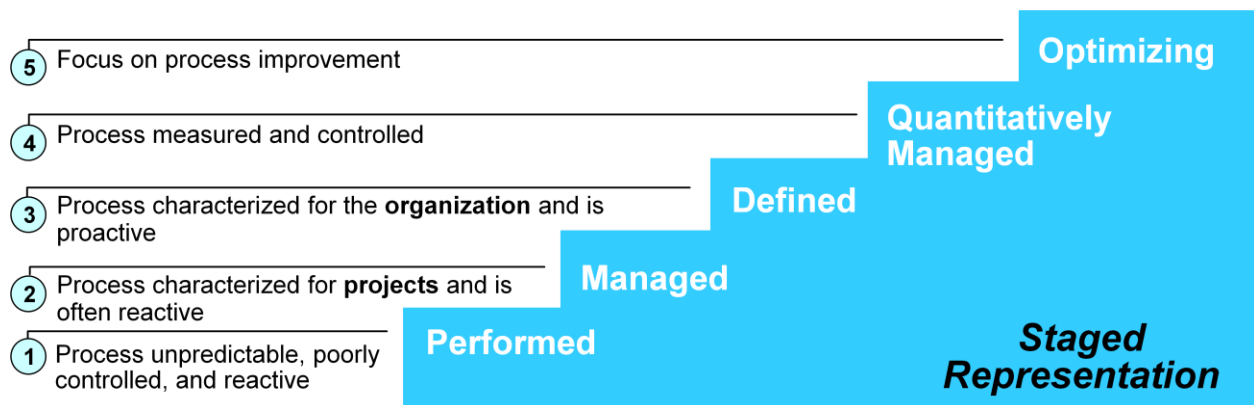 Optimizing
5 Focus on process improvement
Quantitatively
Managed
4 Process measured and controlled
Defined
3 Process characterized for the organization and is
proactive
Managed
2 Process characterized for projects and is
often reactive
Performed
1 Process unpredictable, poorly
controlled, and reactive
Staged
Representation